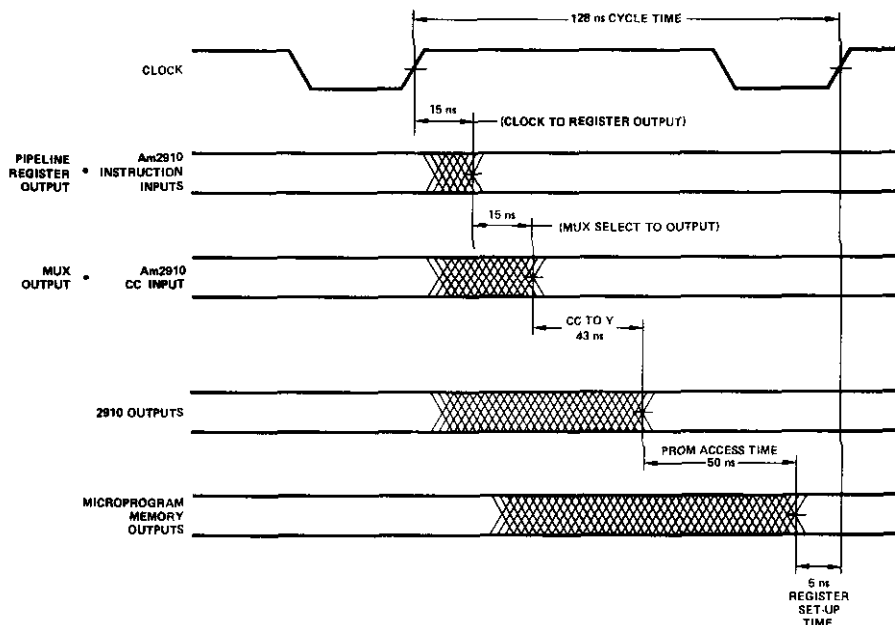 128 ns CYCLE TIME
CLOCK
15 ns
(CLOCK TO REGISTER OUTPUT)
PIPELINE
REGISTER
OUTPUT
•
Am2910
INSTRUCTION
INPUTS
15 ns
(MUX SELECT TO OUTPUT)
MUX
OUTPUT
•
Am2910
CC INPUT
CC TO Y
43 ns
2910 OUTPUTS
PROM ACCESS TIME
50 ns
MICROPROGRAM
MEMORY
OUTPUTS
5 ns
REGISTER
SET-UP
TIME